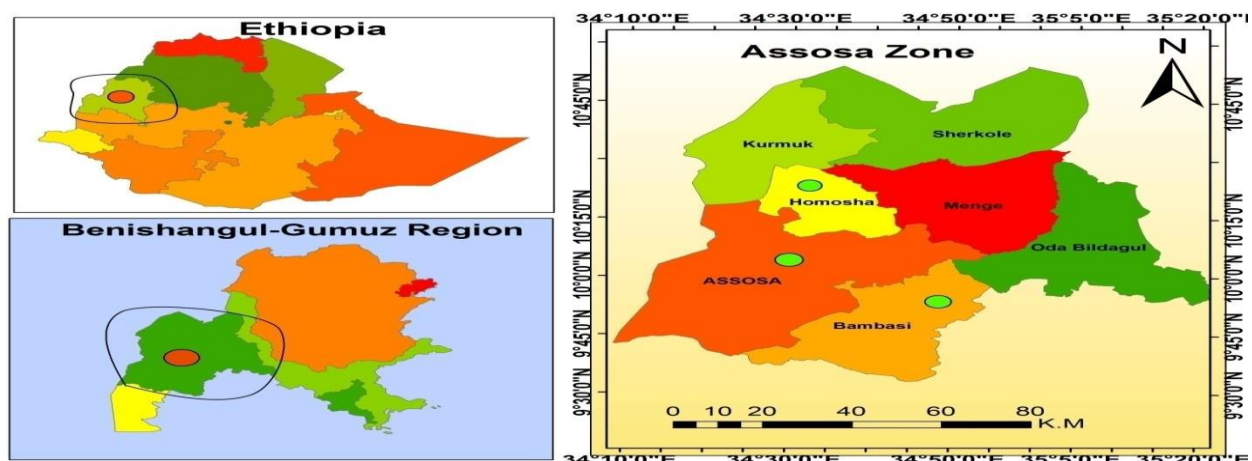 Ethiopia
Benishangul-Gumuz Region
34°10'0"E 34°30'0"E 34°50'0"E 35°5'0"E 35°20'0"E
Assosa Zone
N
10°45'0"N
10°45'0"N
Sherkole
Kurmuk
Homosha
Menge
10°15'0"N
10°15'0"N
Oda Bildagul
10°0'0"N
10°0'0"N
ASSOSA
Bambasi
9°45'0"N
9°45'0"N
9°30'0"N
9°30'0"N
0 10 20 40 60 80
K.M
34°10'0"E 34°30'0"E 34°50'0"E 35°5'0"E 35°20'0"E